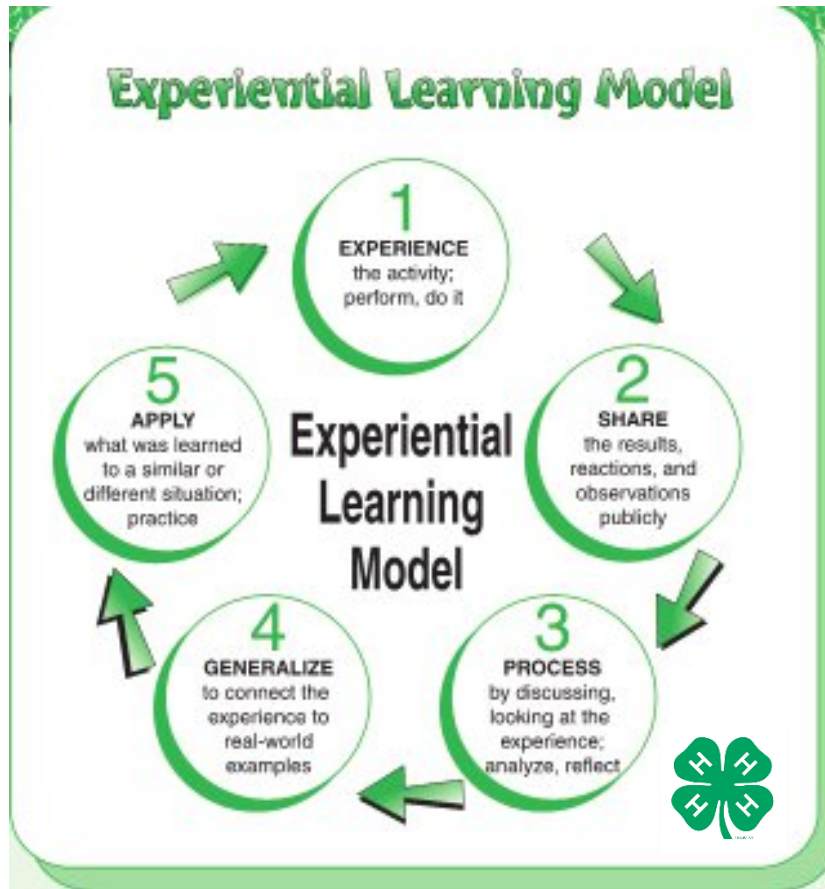 Experiential Learning Model
1
EXPERIENCE
the activity;
perform, do it
2
SHARE
the results,
reactions, and
observations
publicly
3
PROCESS
by discussing,
looking at the
experience;
analyze, reflect
4
GENERALIZE
to connect the
experience to
real-world
examples
5
APPLY
what was learned
to a similar or
different situation;
practice
Experiential
Learning
Model
H H
H H